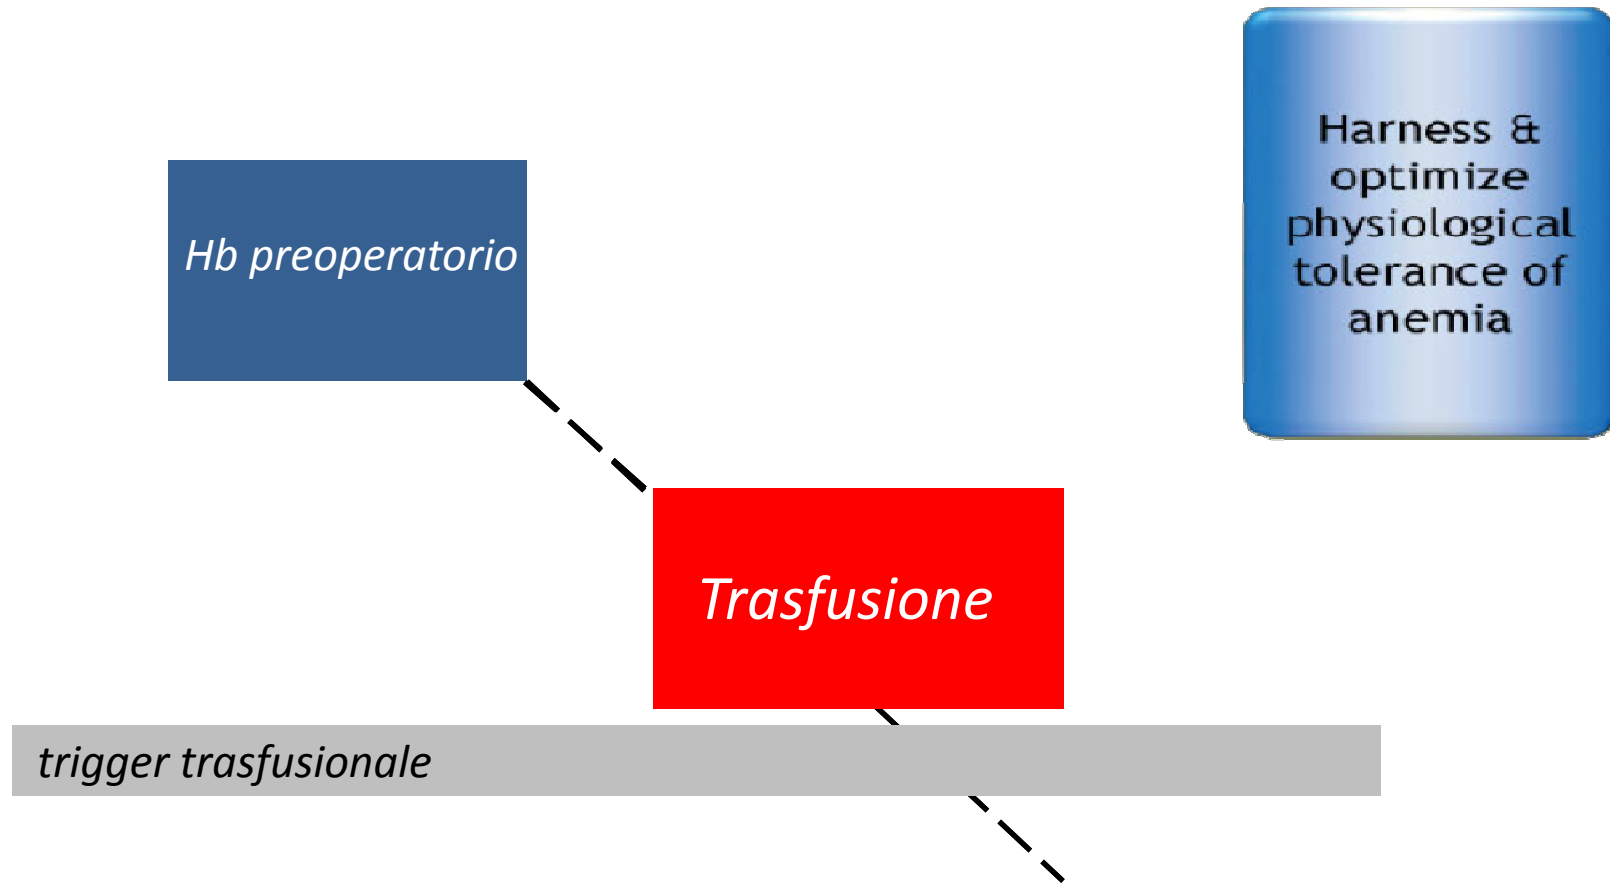 Harness &
optimize
physiological
tolerance of
anemia
Hb preoperatorio
Trasfusione
trigger trasfusionale